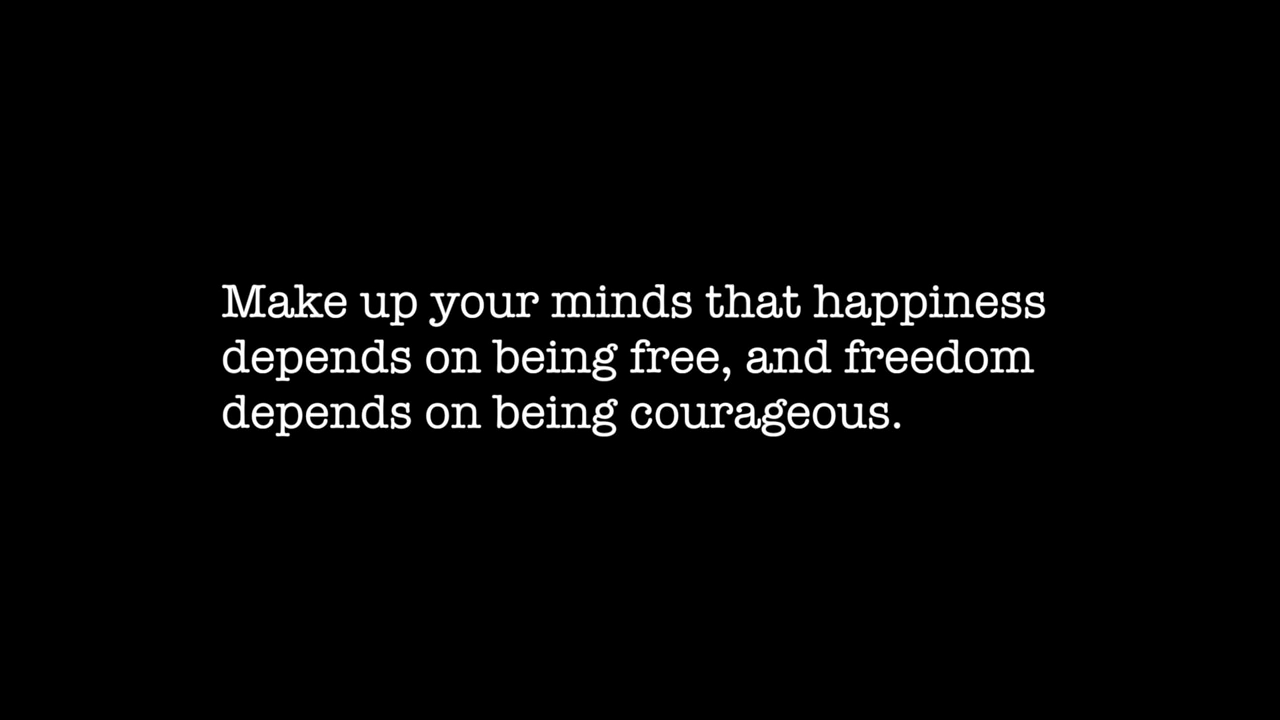 Make up your minds that happiness
depends on being free, and freedom
depends on being courageous.